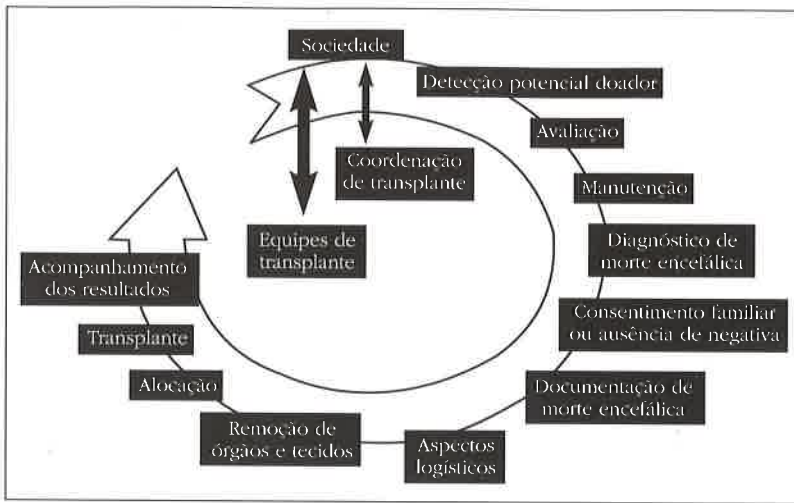 Sociedade
Detecção potencial doador
Avaliação
Manutenção
Diagnóstico de
morte encefálica
Consentimento familiar
ou ausência de negativa
Documentação de
morte encefálica
Aspectos
logísticos
Remoção de
órgãos e tecidos
Alocação
Transplante
Acompanhamento
dos resultados
Coordenação
de transplante
Equipes de
transplante